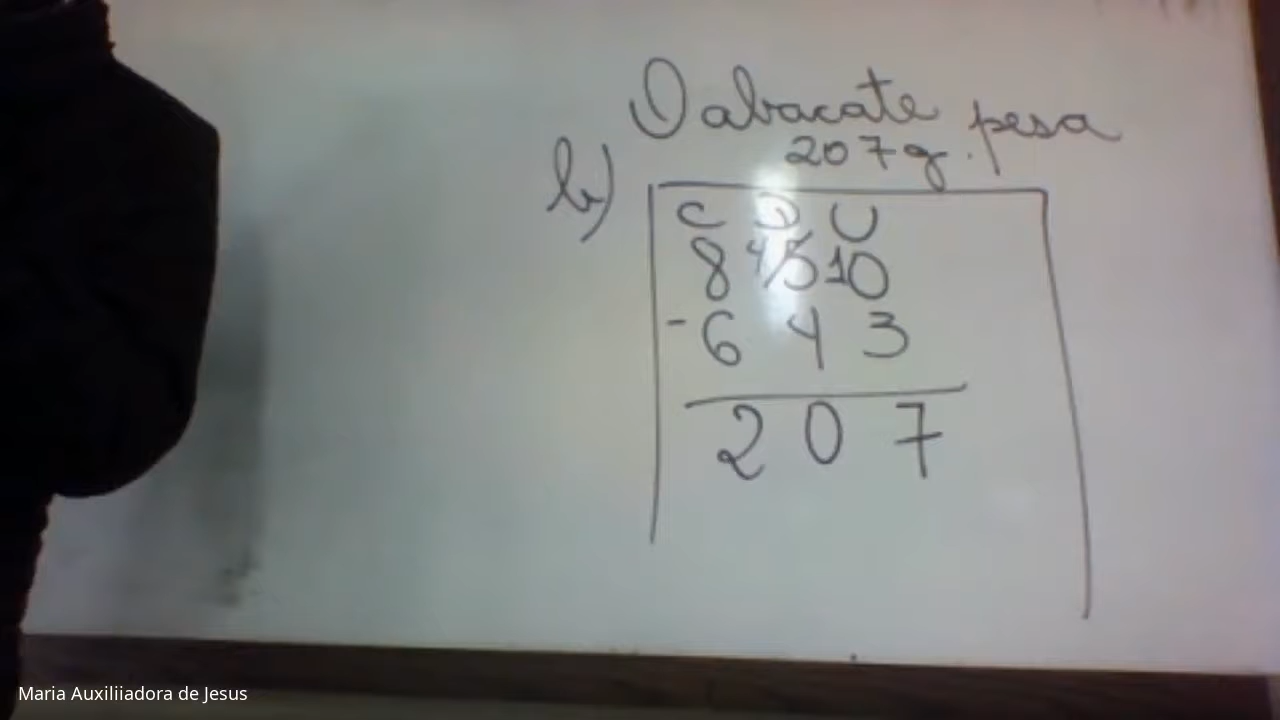 O abacate pesa
207g.
b)
C D U
8 4 5 10
- 6 4 3
2 0 7
Maria Auxiliiadora de Jesus